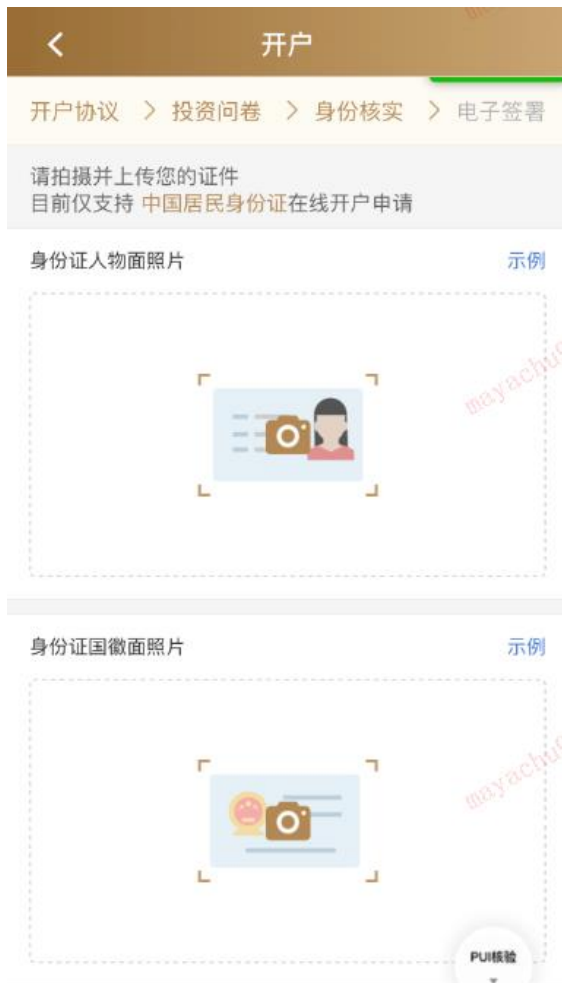 开户
开户协议 > 投资问卷 > 身份核实 > 电子签署
请拍摄并上传您的证件
目前仅支持 中国居民身份证在线开户申请
身份证人物面照片 示例
mayachu
身份证国徽面照片 示例
mayachu
PUI核验